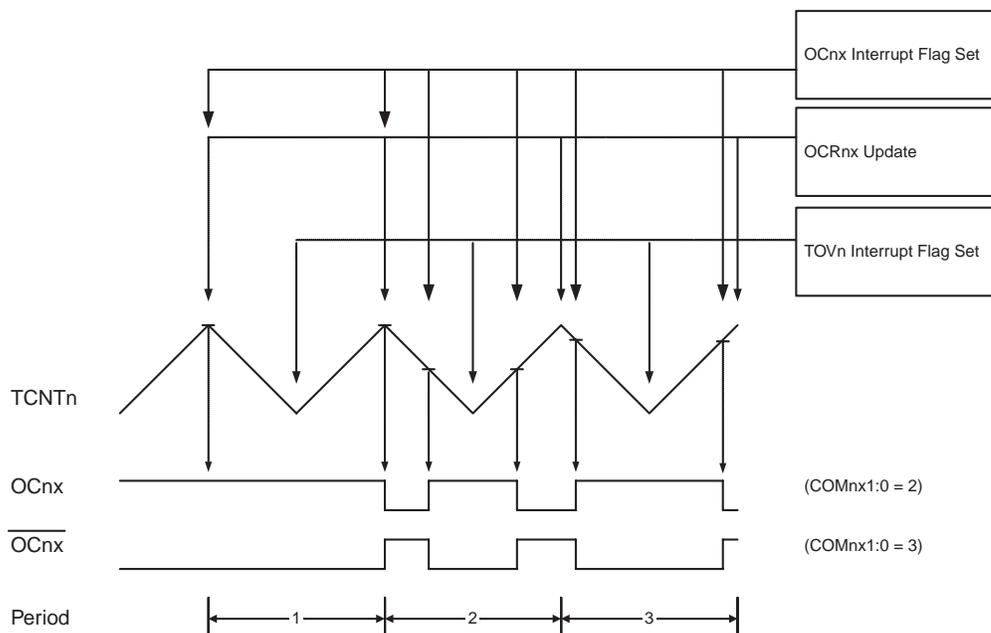 OCnx Interrupt Flag Set
OCRnx Update
TOVn Interrupt Flag Set
TCNTn
OCnx
(COMnx1:0 = 2)
OCnx
(COMnx1:0 = 3)
Period
1
2
3